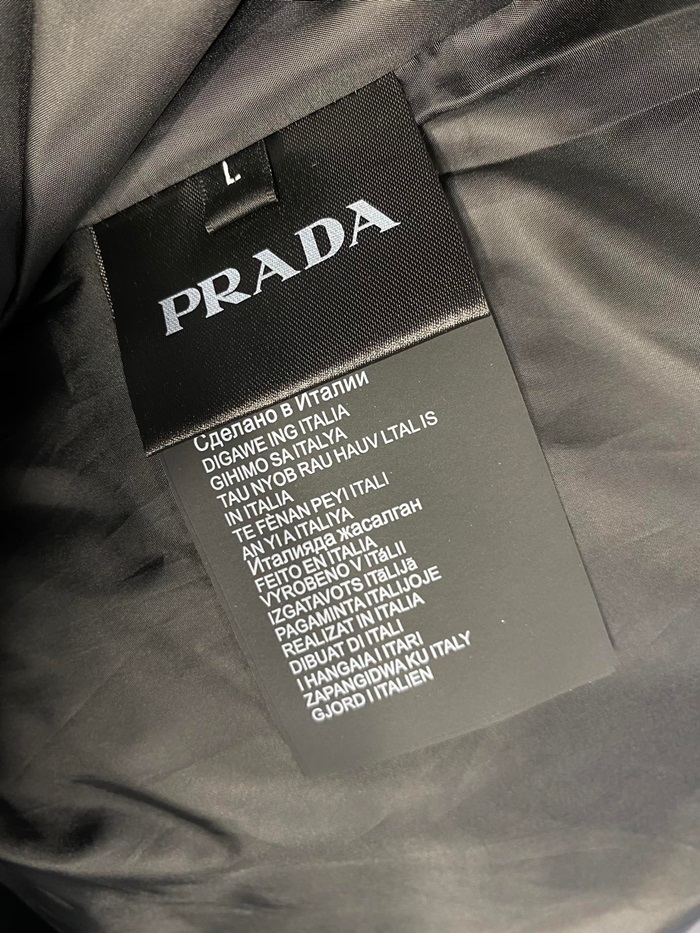 L
PRADA
Сделано в Италии
DIGAWE ING ITALIA
GIHIMO SA ITALYA
TAU NYOB RAU HAUV LTAL IS
IN ITALIA
TE FÈNAN PEYI ITALI
AN YI A ITALIYA
Италияда жасалган
FEITO EN ITALIA
VYROBENO V ITáLII
IZGATAVOTS ITāLIJā
PAGAMINTA ITALIJOJE
REALIZAT IN ITALIA
DIBUAT DI ITALI
I HANGAIA I TARI
ZAPANGIDWA KU ITALY
GJORD I ITALIEN